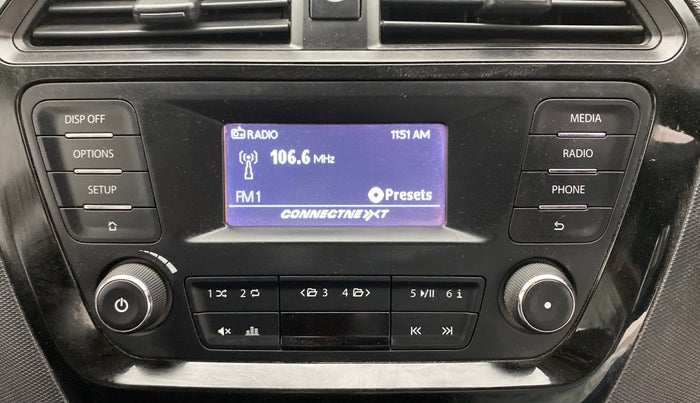 DISP OFF
OPTIONS
SETUP
RADIO 11:51 AM
106.6 MHz
FM1 Presets
CONNECTNEXT
MEDIA
RADIO
PHONE
1 2 3 4 5 6 i